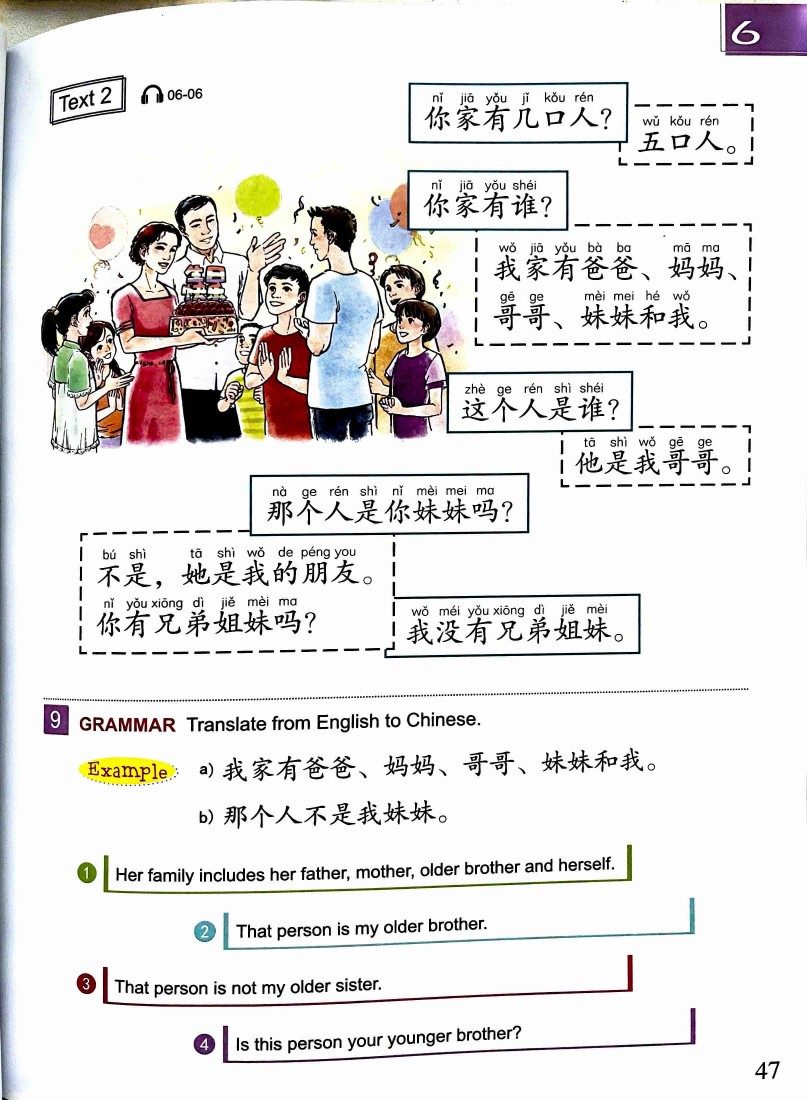 6
Text 2 06-06
nǐ jiā yǒu jǐ kǒu rén
你家有几口人？
wǔ kǒu rén
五口人。
nǐ jiā yǒu shéi
你家有谁？
wǒ jiā yǒu bà ba mā ma
我家有爸爸、妈妈、
gē ge mèi mei hé wǒ
哥哥、妹妹和我。
zhè ge rén shì shéi
这个人是谁？
tā shì wǒ gē ge
他是我哥哥。
nà ge rén shì nǐ mèi mei ma
那个人是你妹妹吗？
bú shì tā shì wǒ de péng you
不是，她是我的朋友。
nǐ yǒu xiōng dì jiě mèi ma
你有兄弟姐妹吗？
wǒ méi yǒu xiōng dì jiě mèi
我没有兄弟姐妹。
9 GRAMMAR Translate from English to Chinese.
Example a) 我家有爸爸、妈妈、哥哥、妹妹和我。
b) 那个人不是我妹妹。
1 Her family includes her father, mother, older brother and herself.
2 That person is my older brother.
3 That person is not my older sister.
4 Is this person your younger brother?
47